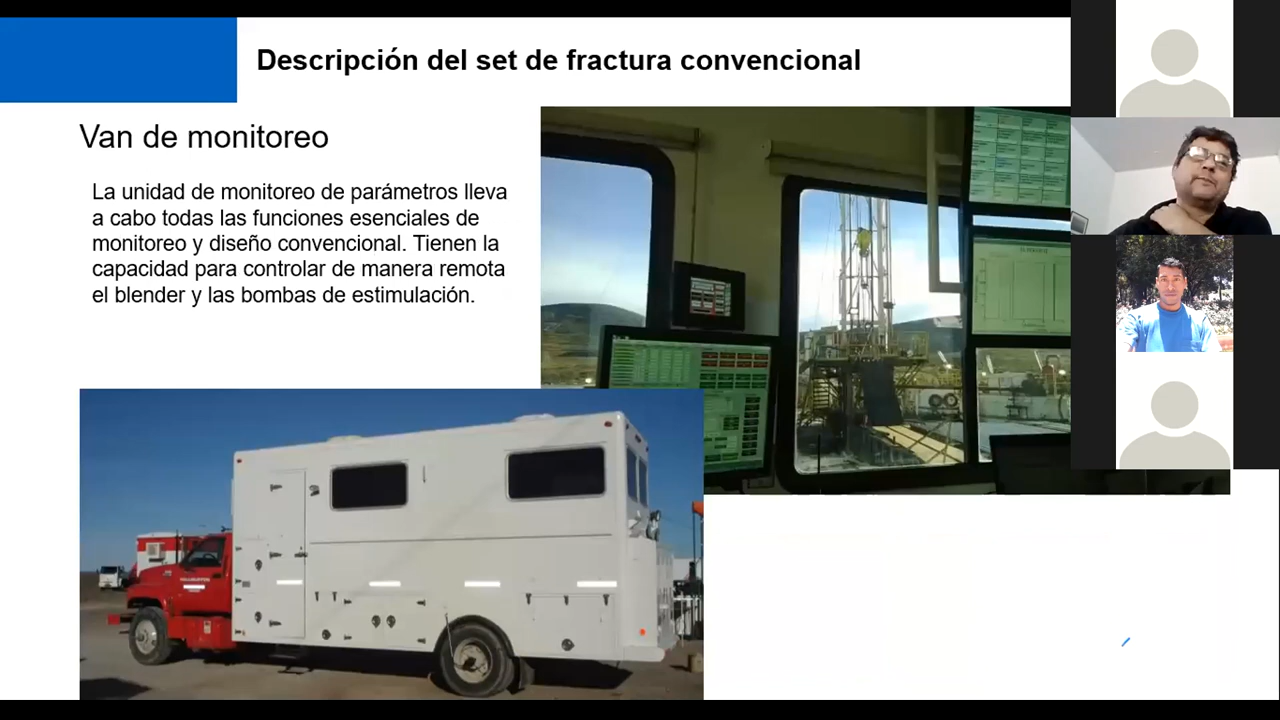 Descripción del set de fractura convencional
Van de monitoreo
La unidad de monitoreo de parámetros lleva
a cabo todas las funciones esenciales de
monitoreo y diseño convencional. Tienen la
capacidad para controlar de manera remota
el blender y las bombas de estimulación.